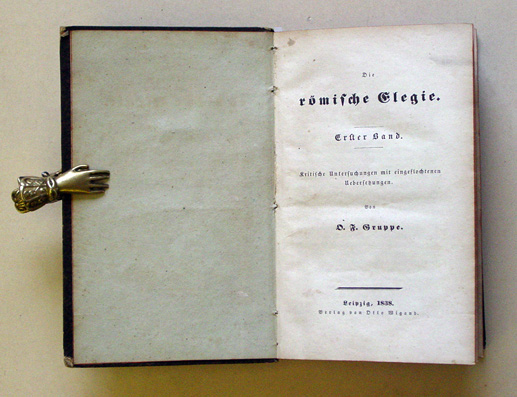 Die
römische Elegie.
Erster Band.
Kritische Untersuchungen mit eingeflochtenen
Uebersetzungen.
Von
O. F. Gruppe.
Leipzig, 1838.
Verlag von Otto Wigand.